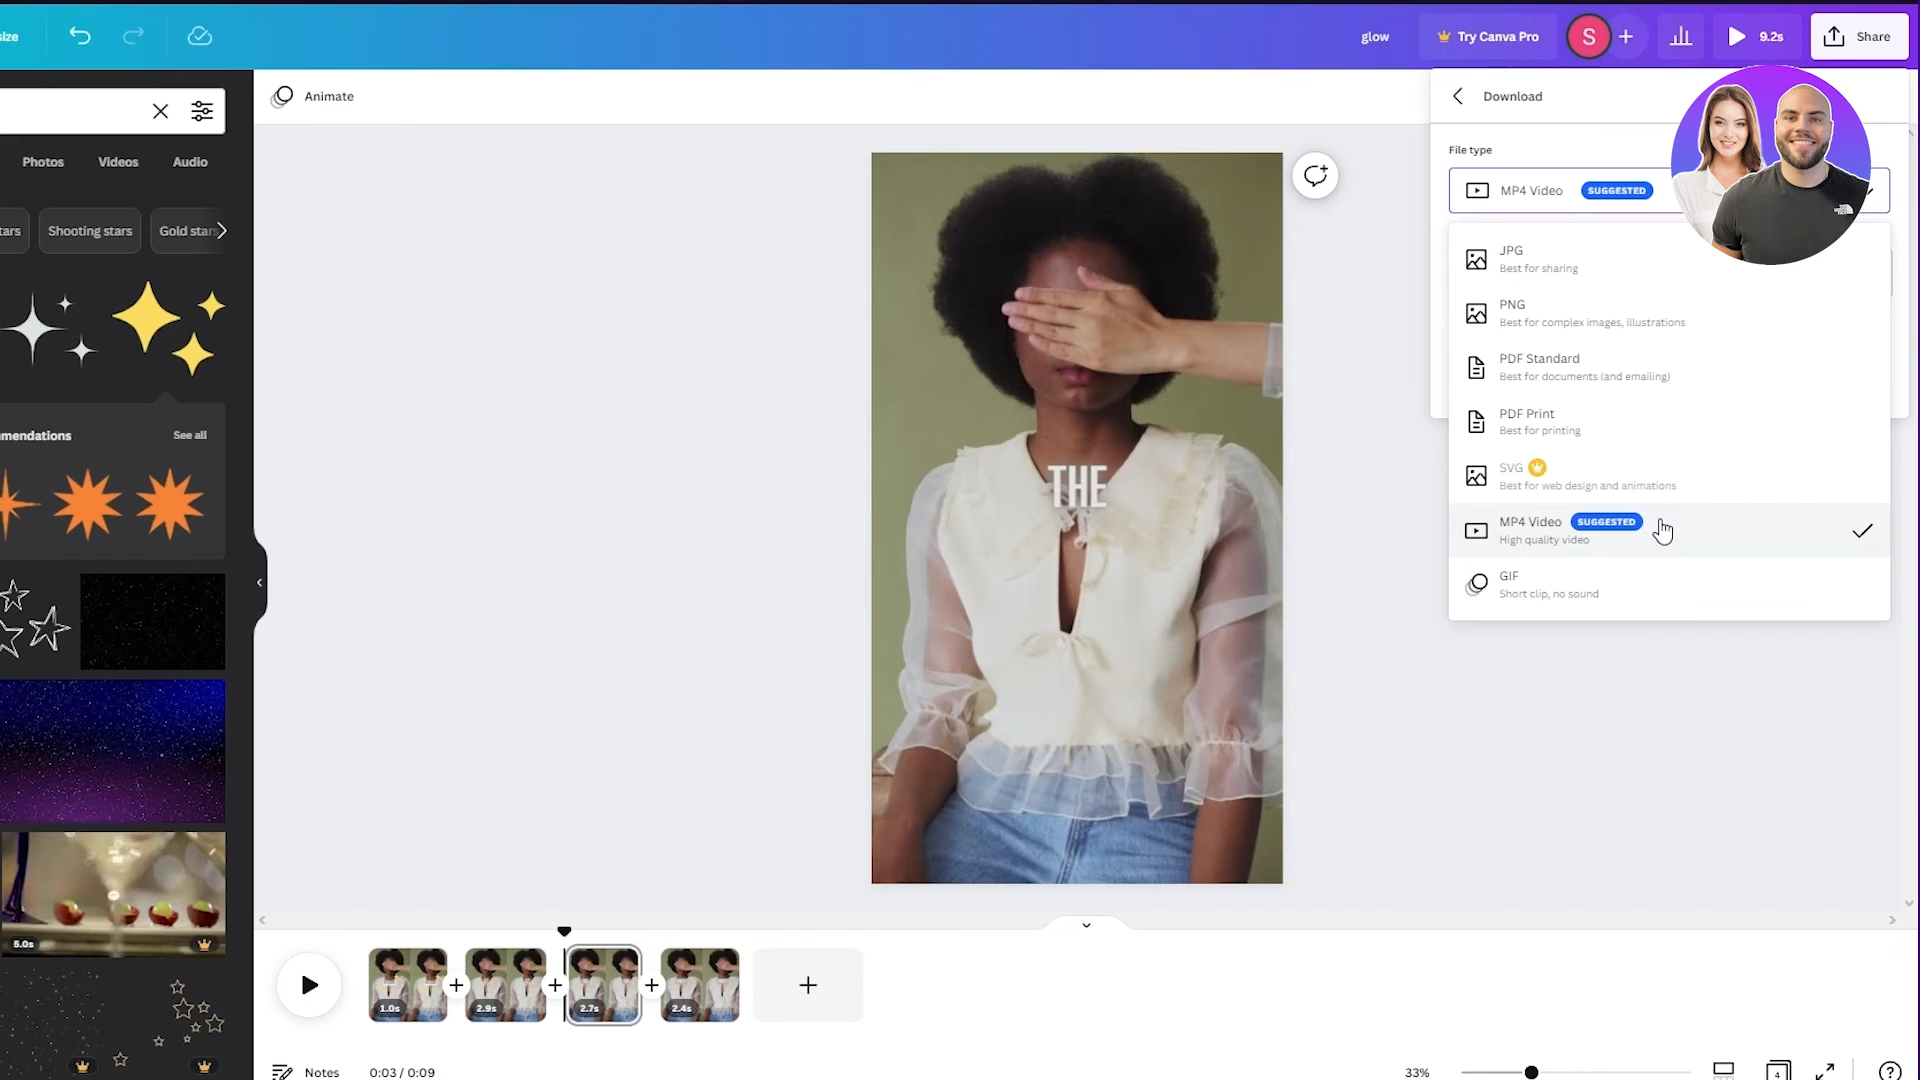 size
glow
Try Canva Pro
S
9.2s
Share
Animate
Download
Photos
Videos
Audio
File type
MP4 Video SUGGESTED
tars
Shooting stars
Gold stars
JPG
Best for sharing
PNG
Best for complex images, illustrations
PDF Standard
Best for documents (and emailing)
mmendations
See all
PDF Print
Best for printing
SVG
Best for web design and animations
THE
MP4 Video SUGGESTED
High quality video
GIF
Short clip, no sound
5.0s
1.0s
2.9s
2.7s
2.4s
Notes
0:03 / 0:09
33%
4
?